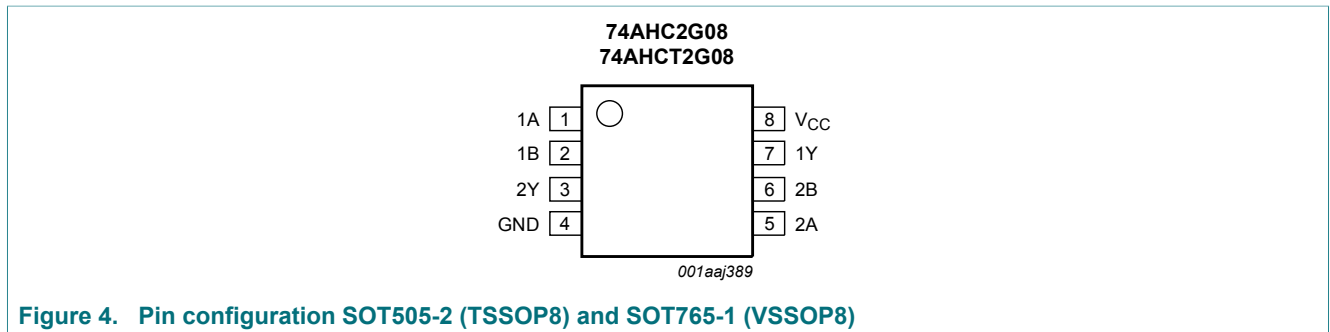 74AHC2G08
74AHCT2G08
1A 1 8 VCC
1B 2 7 1Y
2Y 3 6 2B
GND 4 5 2A
001aaj389
Figure 4. Pin configuration SOT505-2 (TSSOP8) and SOT765-1 (VSSOP8)